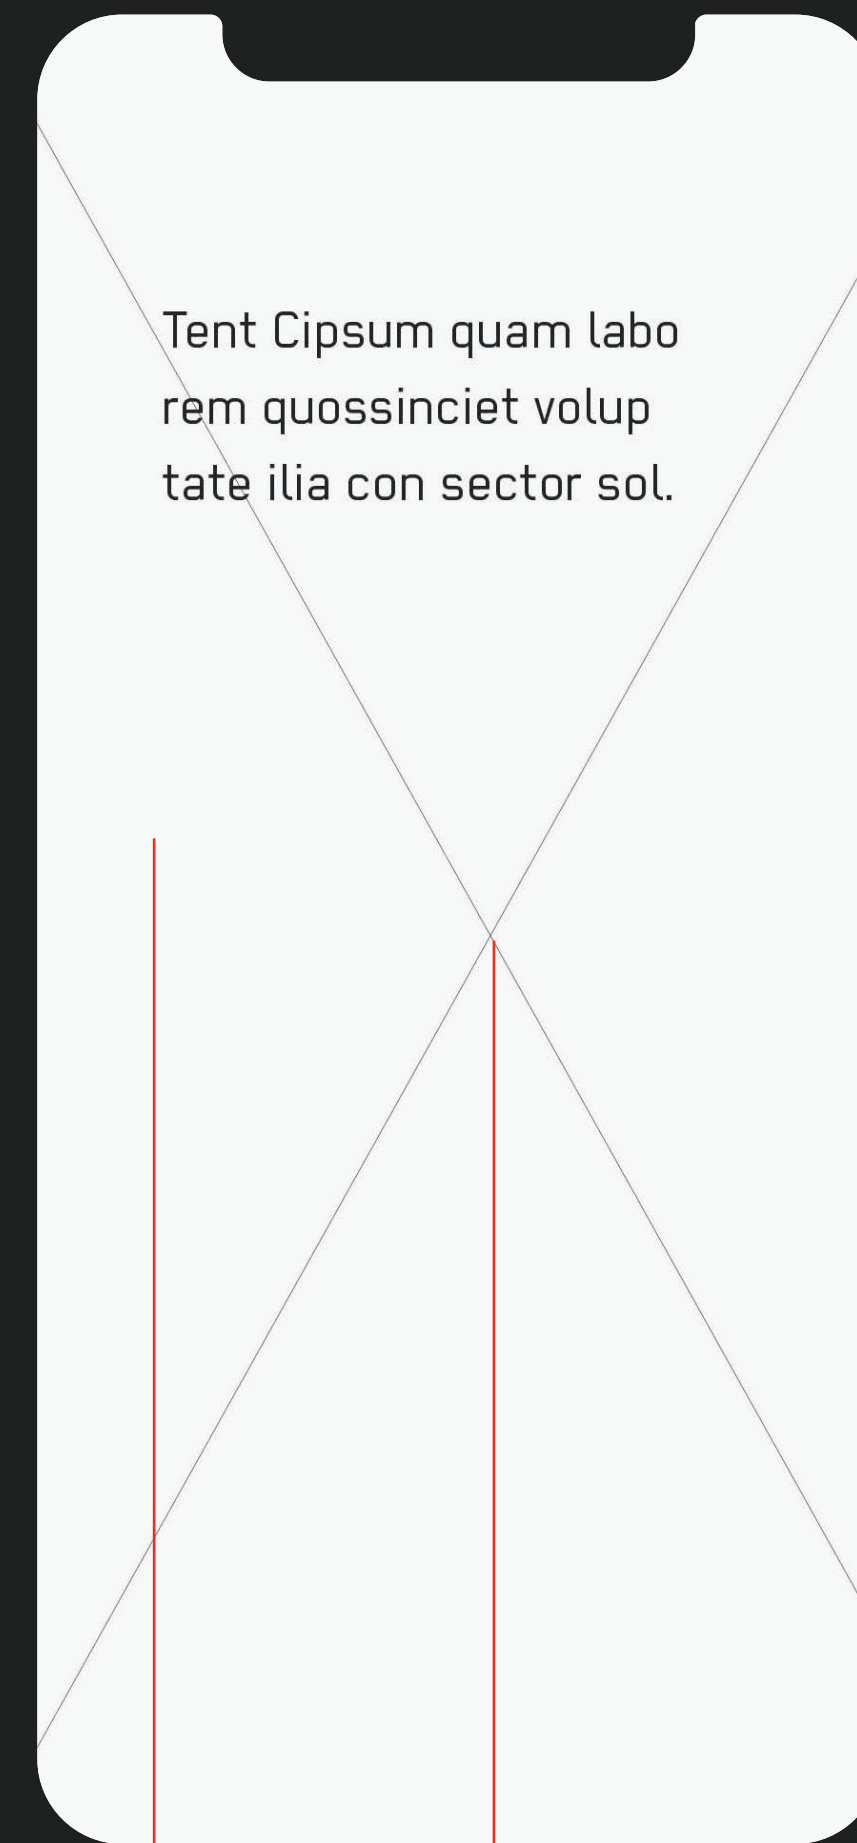 Tent Cipsum quam labo
rem quossinciet volup
tate ilia con sector sol.